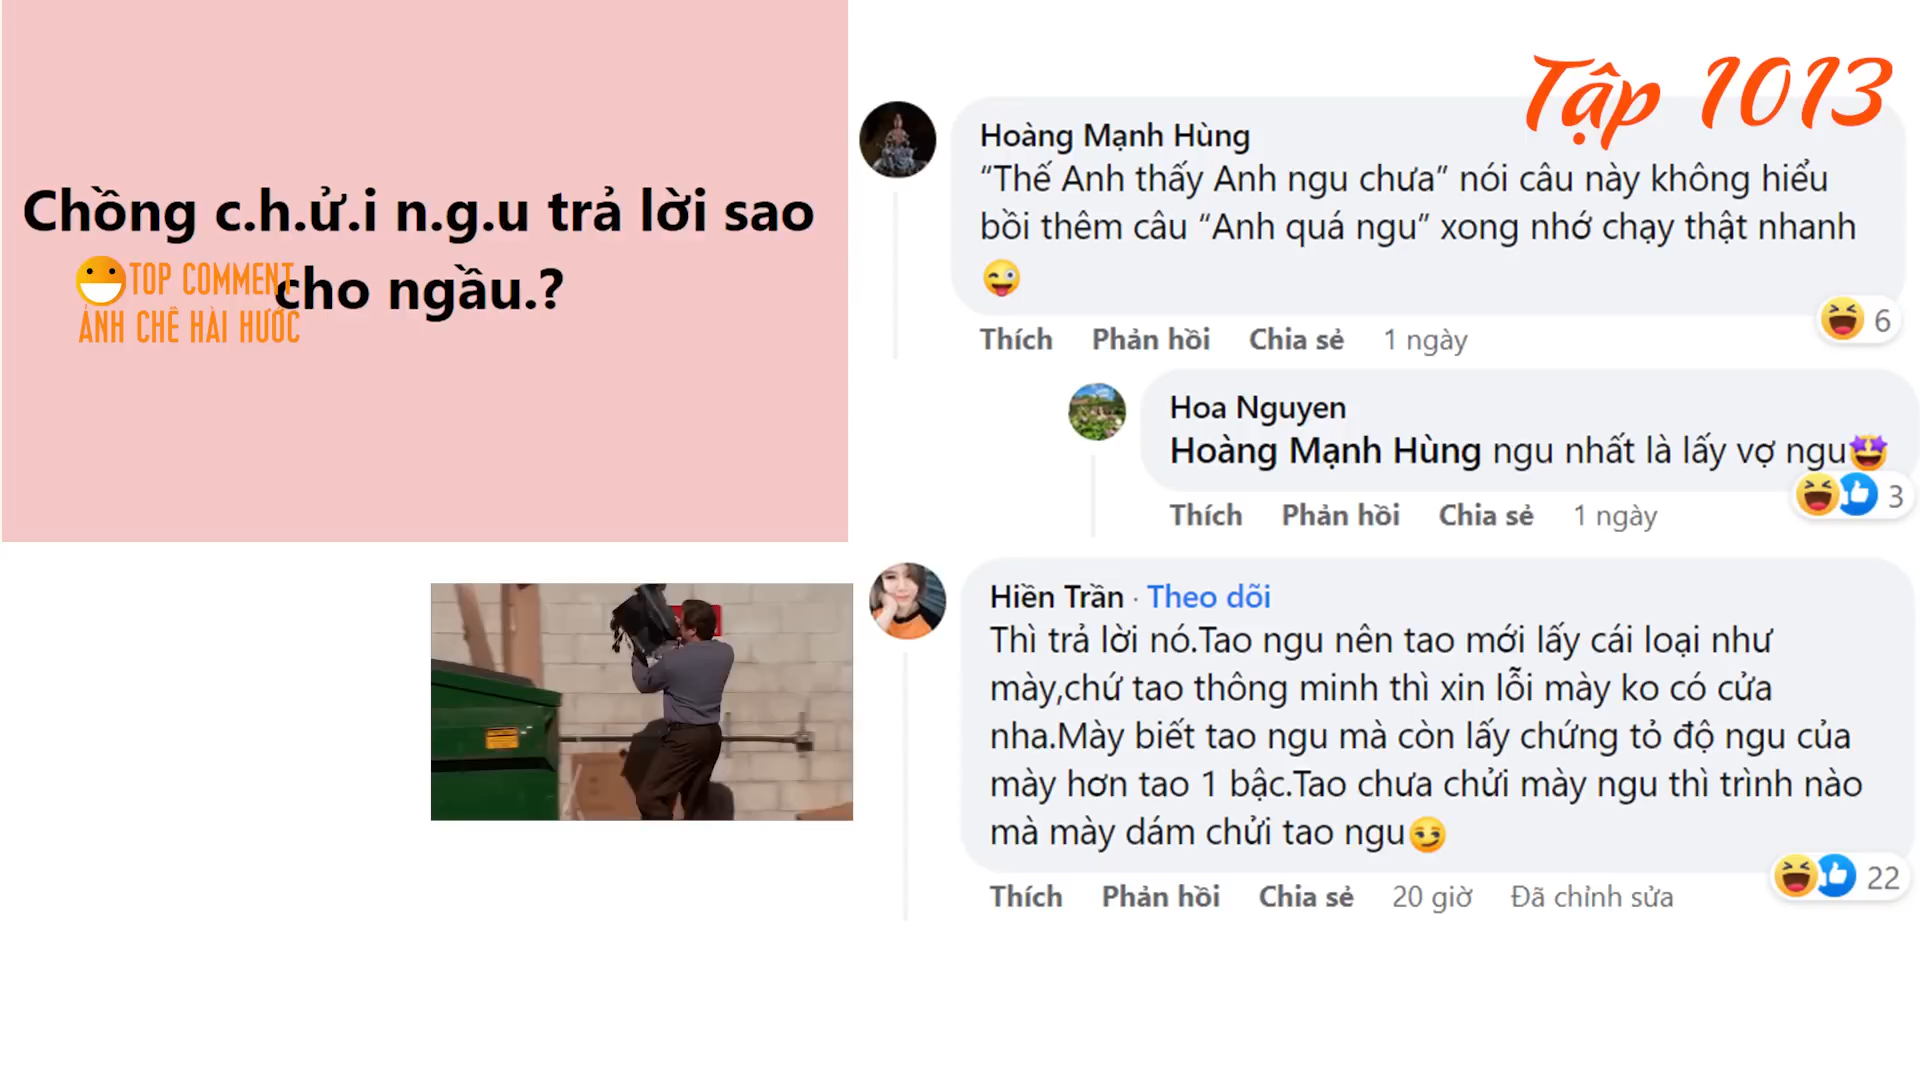 Chồng c.h.ử.i n.g.u trả lời sao
cho ngầu.?
TOP COMMENT
ẢNH CHẾ HÀI HƯỚC
Tập 1013
Hoàng Mạnh Hùng
“Thế Anh thấy Anh ngu chưa” nói câu này không hiểu
bồi thêm câu “Anh quá ngu” xong nhớ chạy thật nhanh
😜
6
Thích Phản hồi Chia sẻ 1 ngày
Hoa Nguyen
Hoàng Mạnh Hùng ngu nhất là lấy vợ ngu🤩
3
Thích Phản hồi Chia sẻ 1 ngày
Hiền Trần · Theo dõi
Thì trả lời nó.Tao ngu nên tao mới lấy cái loại như
mày,chứ tao thông minh thì xin lỗi mày ko có cửa
nha.Mày biết tao ngu mà còn lấy chứng tỏ độ ngu của
mày hơn tao 1 bậc.Tao chưa chửi mày ngu thì trình nào
mà mày dám chửi tao ngu😏
22
Thích Phản hồi Chia sẻ 20 giờ Đã chỉnh sửa